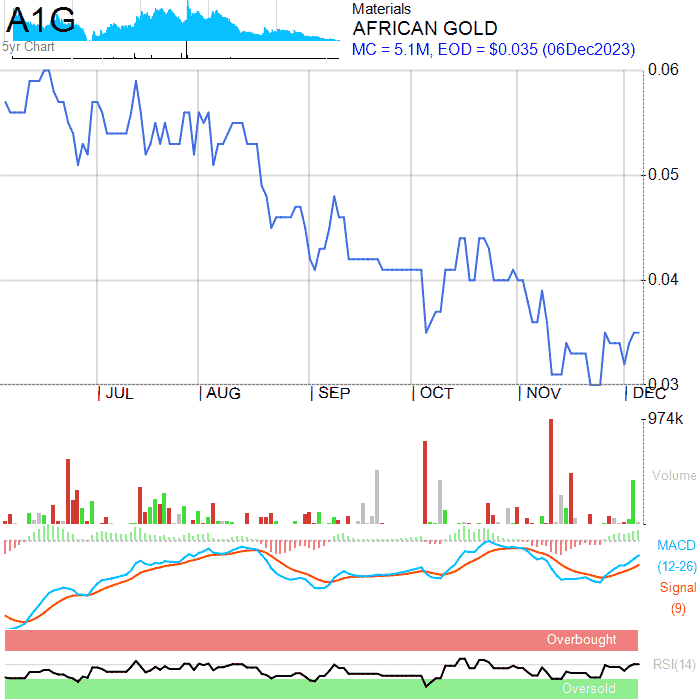 A1G
5yr Chart
Materials
AFRICAN GOLD
MC = 5.1M, EOD = $0.035 (06Dec2023)
0.06
0.05
0.04
0.03
JUL AUG SEP OCT NOV DEC
974k
Volume
MACD
(12-26)
Signal
(9)
Overbought
RSI(14)
Oversold